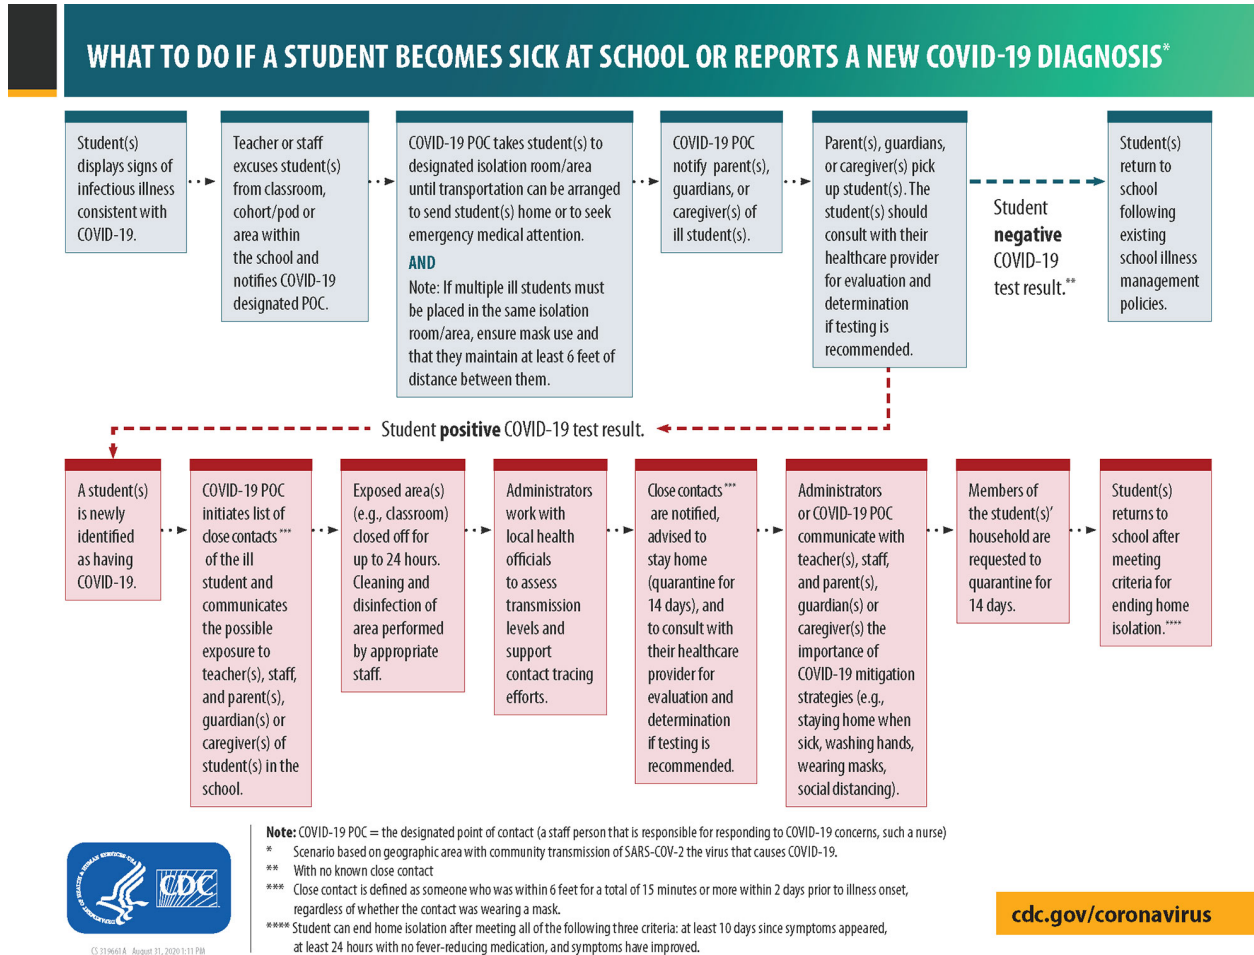 WHAT TO DO IF A STUDENT BECOMES SICK AT SCHOOL OR REPORTS A NEW COVID-19 DIAGNOSIS*
Student(s)
displays signs of
infectious illness
consistent with
COVID-19.
Teacher or staff
excuses student(s)
from classroom,
cohort/pod or
area within
the school and
notifies COVID-19
designated POC.
COVID-19 POC takes student(s) to
designated isolation room/area
until transportation can be arranged
to send student(s) home or to seek
emergency medical attention.
AND
Note: If multiple ill students must
be placed in the same isolation
room/area, ensure mask use and
that they maintain at least 6 feet of
distance between them.
COVID-19 POC
notify parent(s),
guardians, or
caregiver(s) of
ill student(s).
Parent(s), guardians,
or caregiver(s) pick
up student(s). The
student(s) should
consult with their
healthcare provider
for evaluation and
determination
if testing is
recommended.
Student
negative
COVID-19
test result.**
Student(s)
return to
school
following
existing
school illness
management
policies.
Student positive COVID-19 test result.
A student(s)
is newly
identified
as having
COVID-19.
COVID-19 POC
initiates list of
close contacts***
of the ill
student and
communicates
the possible
exposure to
teacher(s), staff,
and parent(s),
guardian(s) or
caregiver(s) of
student(s) in the
school.
Exposed area(s)
(e.g., classroom)
closed off for
up to 24 hours.
Cleaning and
disinfection of
area performed
by appropriate
staff.
Administrators
work with
local health
officials
to assess
transmission
levels and
support
contact tracing
efforts.
Close contacts***
are notified,
advised to
stay home
(quarantine for
14 days), and
to consult with
their healthcare
provider for
evaluation and
determination
if testing is
recommended.
Administrators
or COVID-19 POC
communicate with
teacher(s), staff,
and parent(s),
guardian(s) or
caregiver(s) the
importance of
COVID-19 mitigation
strategies (e.g.,
staying home when
sick, washing hands,
wearing masks,
social distancing).
Members of
the student(s)'
household are
requested to
quarantine for
14 days.
Student(s)
returns to
school after
meeting
criteria for
ending home
isolation.****
Note: COVID-19 POC = the designated point of contact (a staff person that is responsible for responding to COVID-19 concerns, such a nurse)
* Scenario based on geographic area with community transmission of SARS-COV-2 the virus that causes COVID-19.
** With no known close contact
*** Close contact is defined as someone who was within 6 feet for a total of 15 minutes or more within 2 days prior to illness onset,
regardless of whether the contact was wearing a mask.
**** Student can end home isolation after meeting all of the following three criteria: at least 10 days since symptoms appeared,
at least 24 hours with no fever-reducing medication, and symptoms have improved.
DEPARTMENT OF HEALTH & HUMAN SERVICES · USA
CDC
CS 319661A August 31, 2020 1:11 PM
cdc.gov/coronavirus